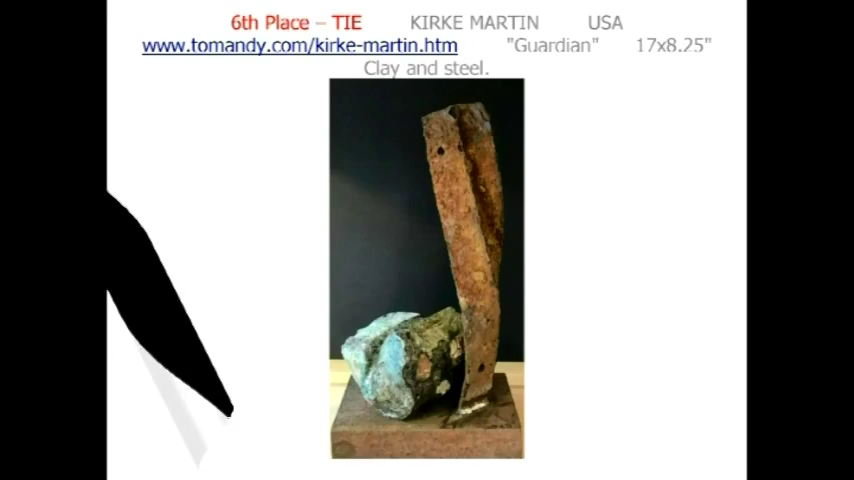 6th Place – TIE KIRKE MARTIN USA
www.tomandy.com/kirke-martin.htm "Guardian" 17x8.25"
Clay and steel.